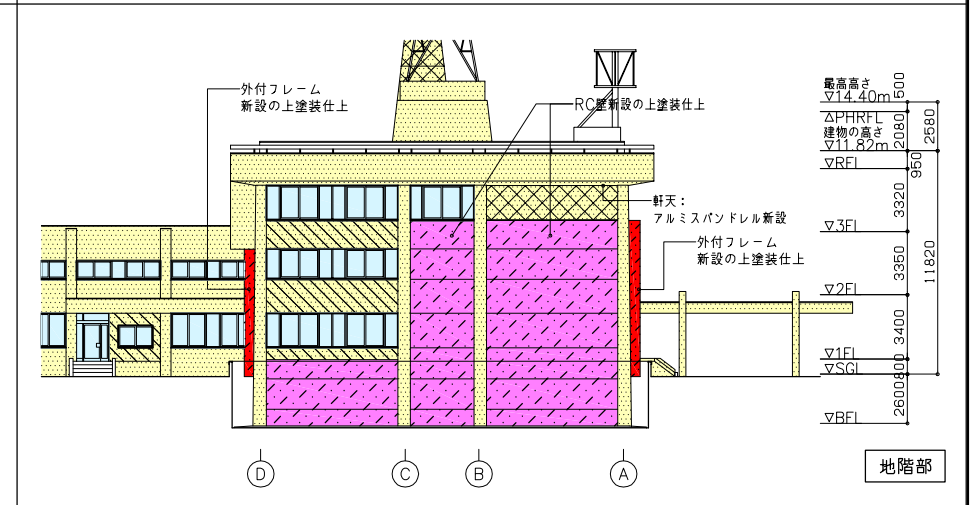 外付フレーム
新設の上塗装仕上
RC壁新設の上塗装仕上
軒天：
アルミスパンドレル新設
外付フレーム
新設の上塗装仕上
最高高さ
▽14.40m
△PHRFL
建物の高さ
▽11.82m
▽RFL
▽3FL
▽2FL
▽1FL
▽SGL
▽BFL
500
2080
2580
950
3320
3350
11820
3400
800
2600
D
C
B
A
地階部